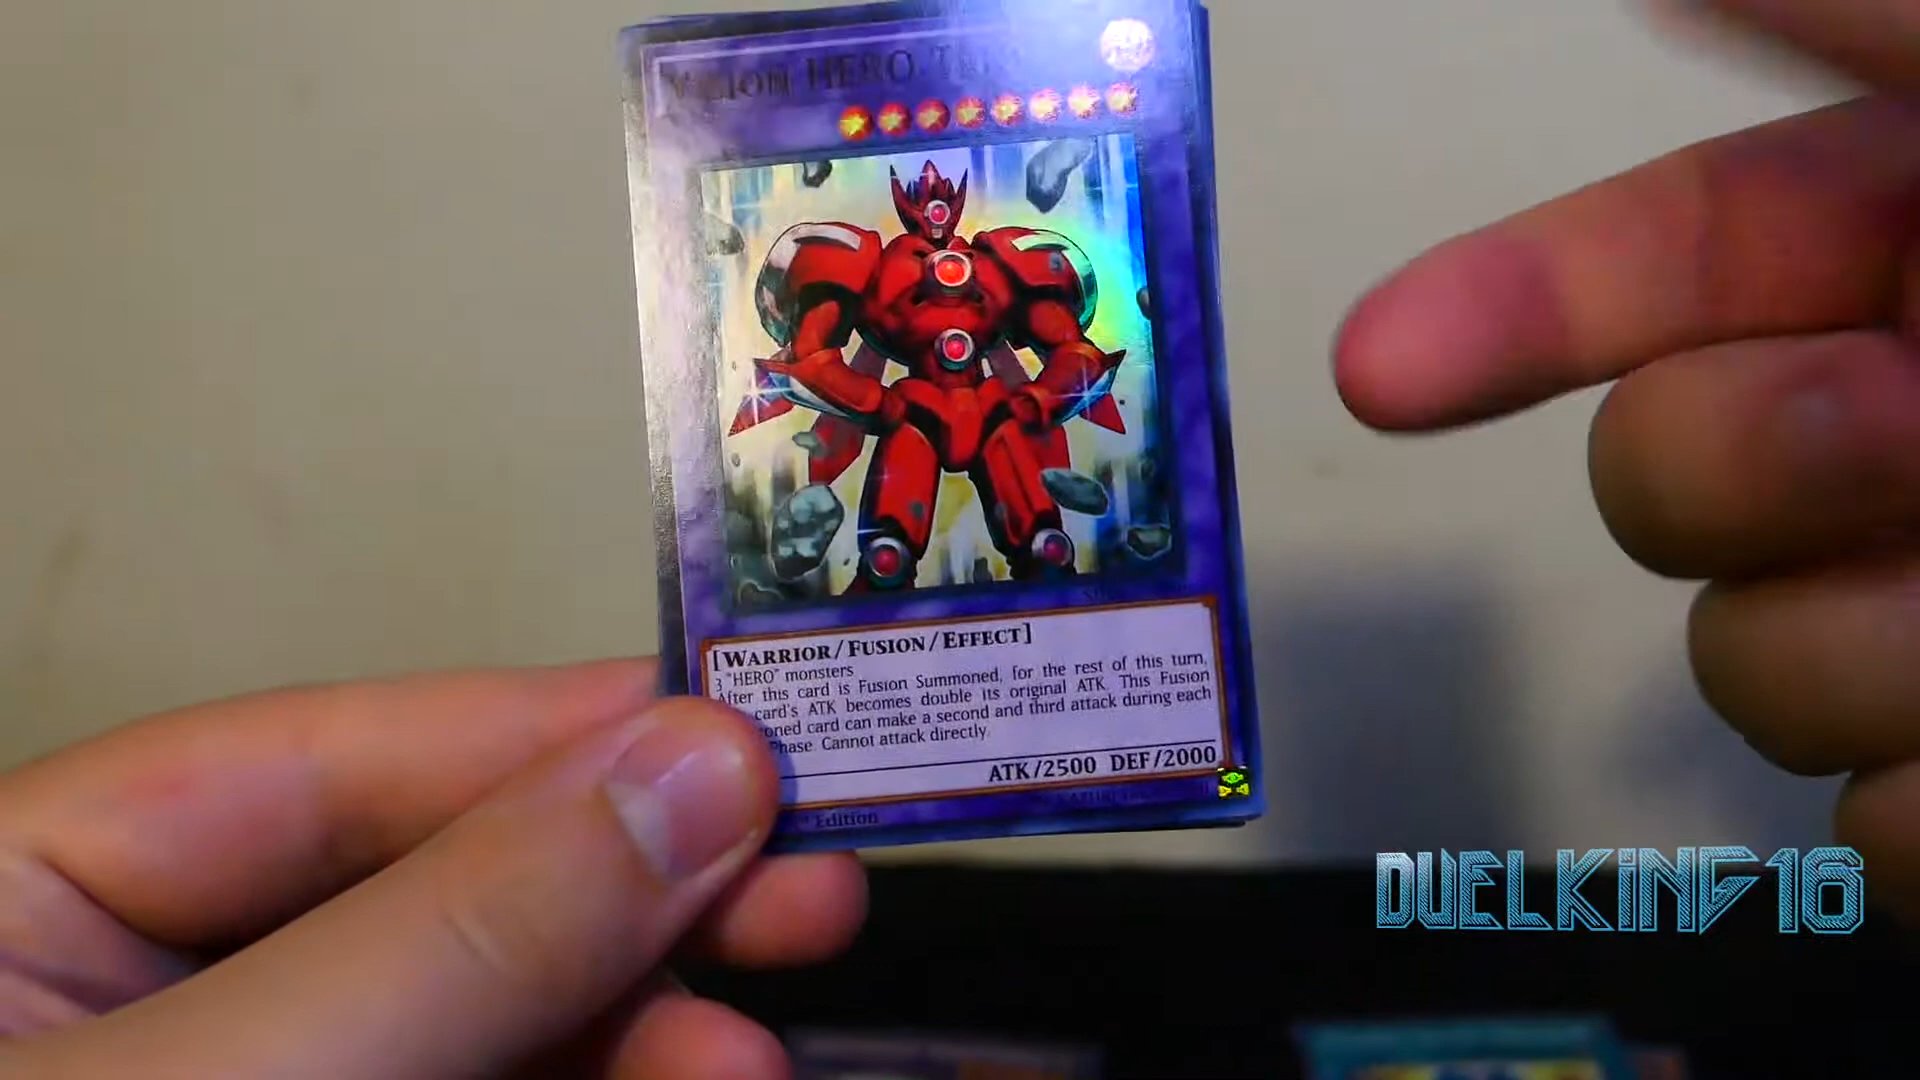 VISION HERO
[WARRIOR/FUSION/EFFECT]
3 "HERO" monsters
After this card is Fusion Summoned, for the rest of this turn,
card's ATK becomes double its original ATK. This Fusion
oned card can make a second and third attack during each
Phase. Cannot attack directly.
ATK/2500 DEF/2000
Edition
DUELKING16